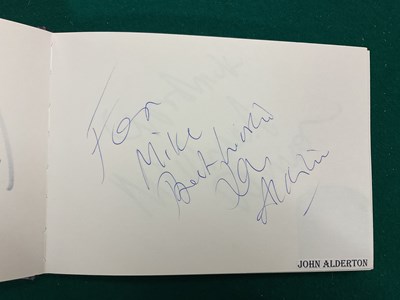 For
Mike
Best wishes
John
Alderton
JOHN ALDERTON